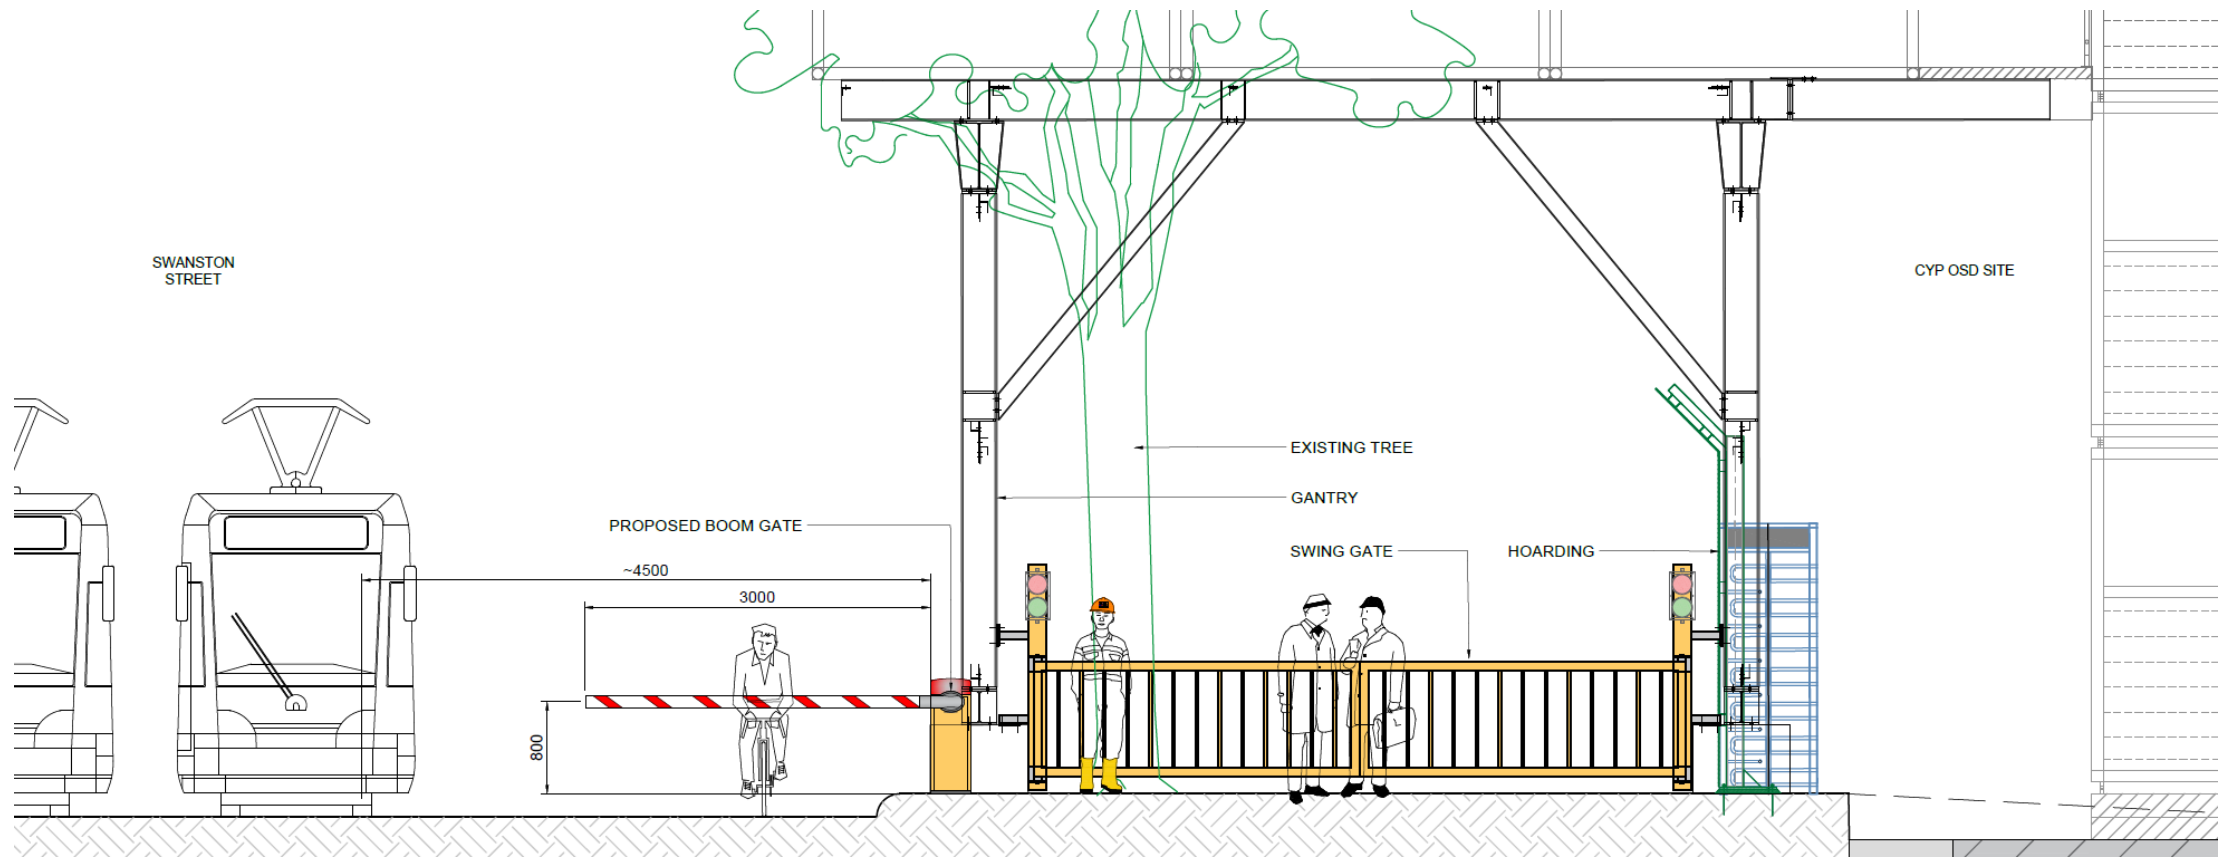 SWANSTON
STREET
CYP OSD SITE
EXISTING TREE
GANTRY
PROPOSED BOOM GATE
SWING GATE
HOARDING
~4500
3000
800